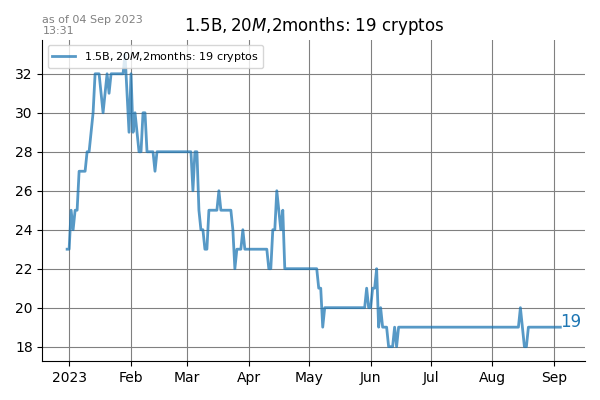 as of 04 Sep 2023
13:31
1.5B, 20M,2months: 19 cryptos
1.5B, 20M,2months: 19 cryptos
32
30
28
26
24
22
20
18
19
2023
Feb
Mar
Apr
May
Jun
Jul
Aug
Sep